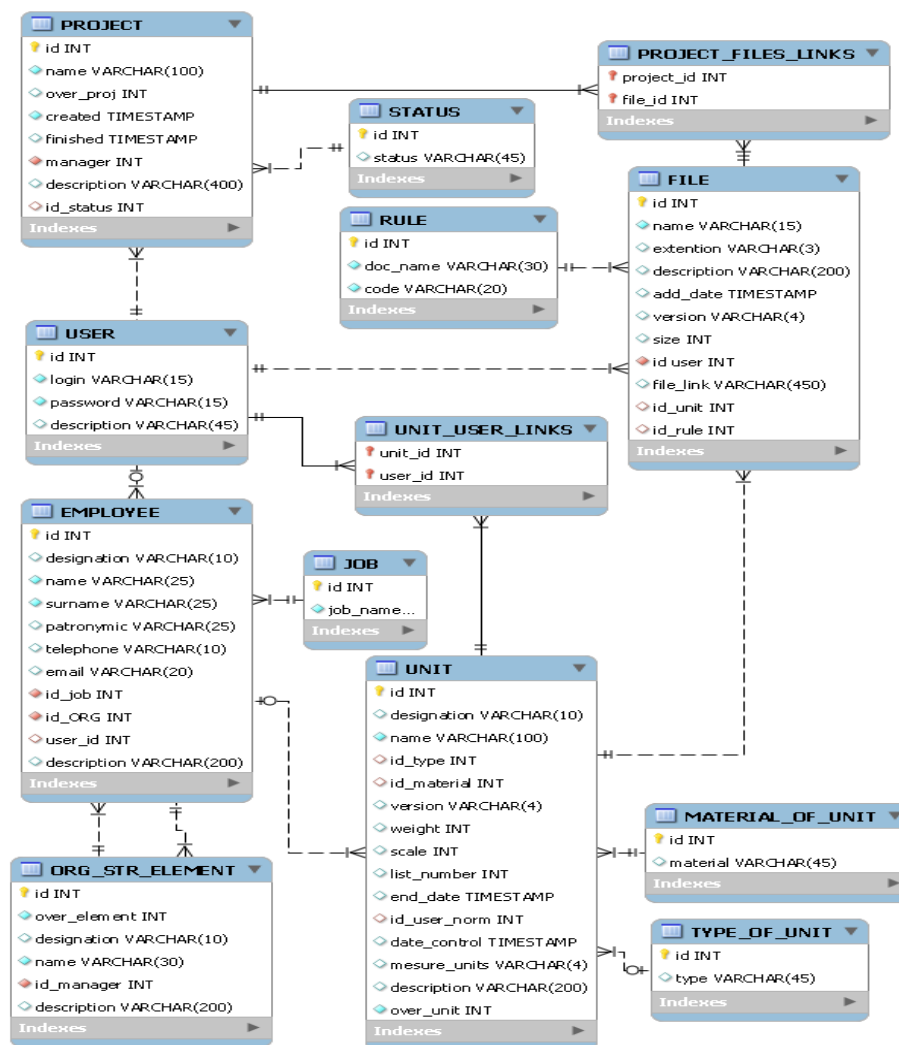 PROJECT
id INT
name VARCHAR(100)
over_proj INT
created TIMESTAMP
finished TIMESTAMP
manager INT
description VARCHAR(400)
id_status INT
Indexes
PROJECT_FILES_LINKS
project_id INT
file_id INT
Indexes
STATUS
id INT
status VARCHAR(45)
Indexes
RULE
id INT
doc_name VARCHAR(30)
code VARCHAR(20)
Indexes
FILE
id INT
name VARCHAR(15)
extention VARCHAR(3)
description VARCHAR(200)
add_date TIMESTAMP
version VARCHAR(4)
size INT
id user INT
file_link VARCHAR(450)
id_unit INT
id_rule INT
Indexes
USER
id INT
login VARCHAR(15)
password VARCHAR(15)
description VARCHAR(45)
Indexes
UNIT_USER_LINKS
unit_id INT
user_id INT
Indexes
EMPLOYEE
id INT
designation VARCHAR(10)
name VARCHAR(25)
surname VARCHAR(25)
patronymic VARCHAR(25)
telephone VARCHAR(10)
email VARCHAR(20)
id_job INT
id_ORG INT
user_id INT
description VARCHAR(200)
Indexes
JOB
id INT
job_name...
Indexes
UNIT
id INT
designation VARCHAR(10)
name VARCHAR(100)
id_type INT
id_material INT
version VARCHAR(4)
weight INT
scale INT
list_number INT
end_date TIMESTAMP
id_user_norm INT
date_control TIMESTAMP
mesure_units VARCHAR(4)
description VARCHAR(200)
over_unit INT
Indexes
MATERIAL_OF_UNIT
id INT
material VARCHAR(45)
Indexes
ORG_STR_ELEMENT
id INT
over_element INT
designation VARCHAR(10)
name VARCHAR(30)
id_manager INT
description VARCHAR(200)
Indexes
TYPE_OF_UNIT
id INT
type VARCHAR(45)
Indexes